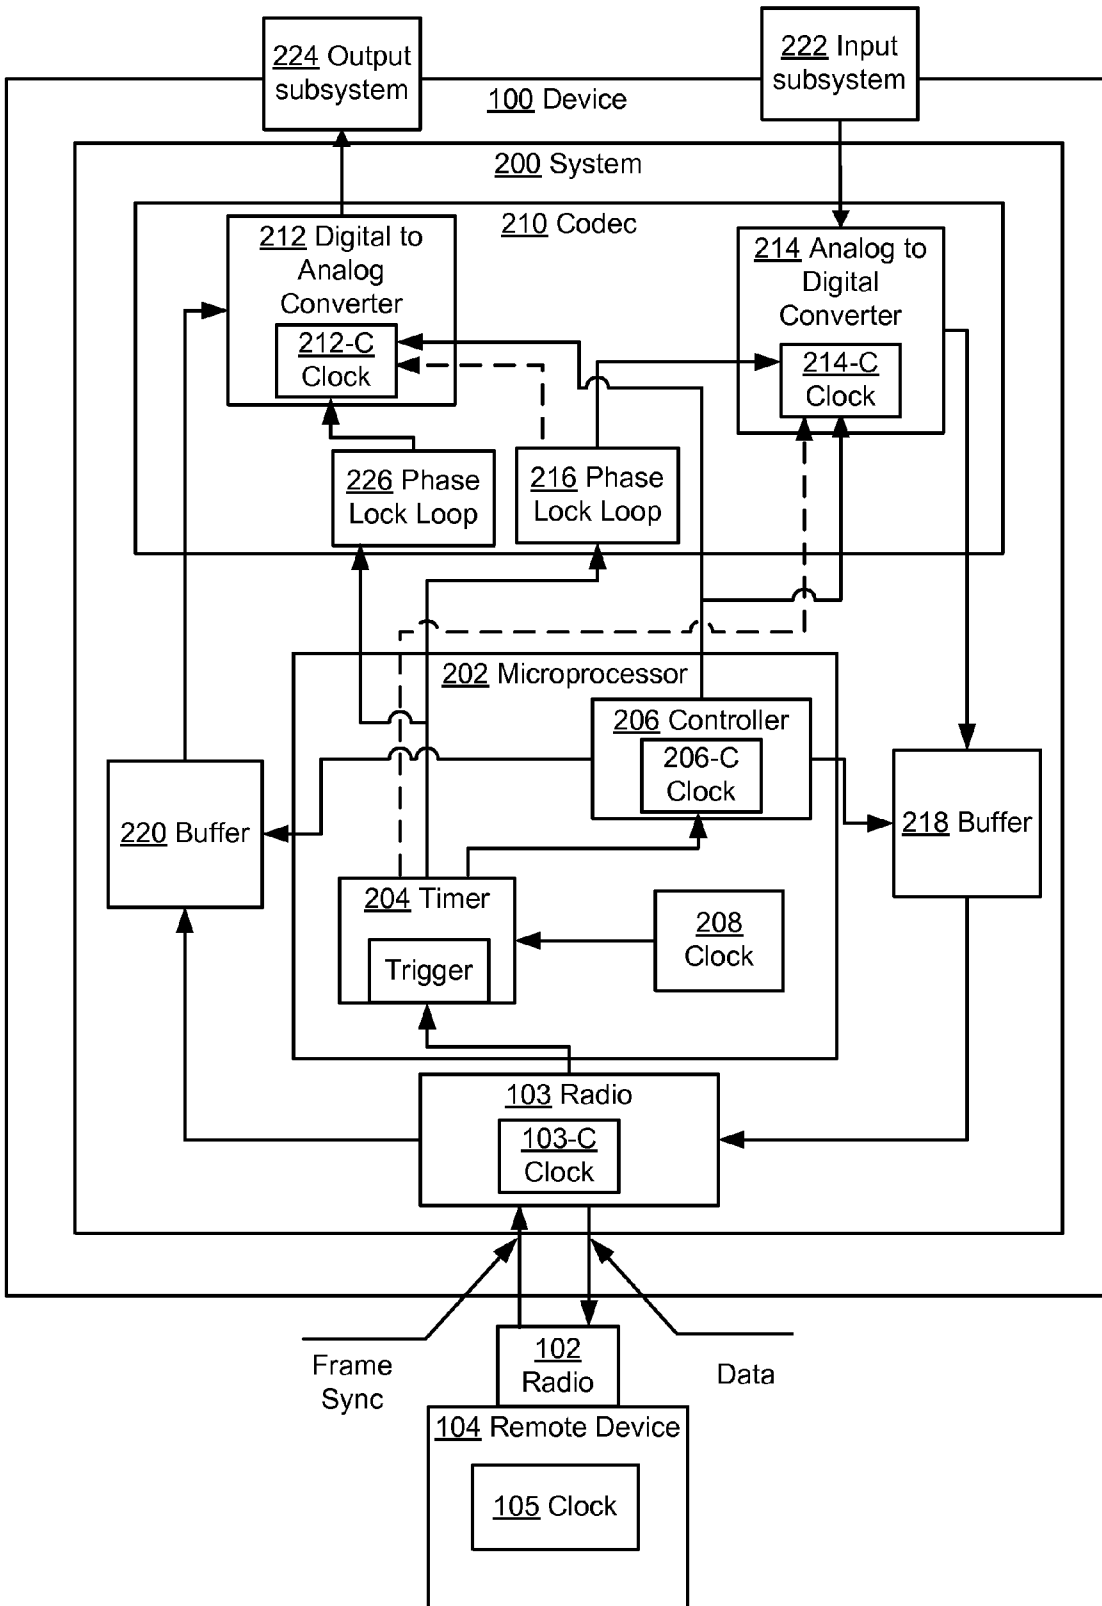 224 Output
subsystem
222 Input
subsystem
100 Device
200 System
210 Codec
212 Digital to
Analog
Converter
212-C
Clock
214 Analog to
Digital
Converter
214-C
Clock
226 Phase
Lock Loop
216 Phase
Lock Loop
202 Microprocessor
206 Controller
206-C
Clock
220 Buffer
218 Buffer
204 Timer
Trigger
208
Clock
103 Radio
103-C
Clock
Frame
Sync
102
Radio
Data
104 Remote Device
105 Clock